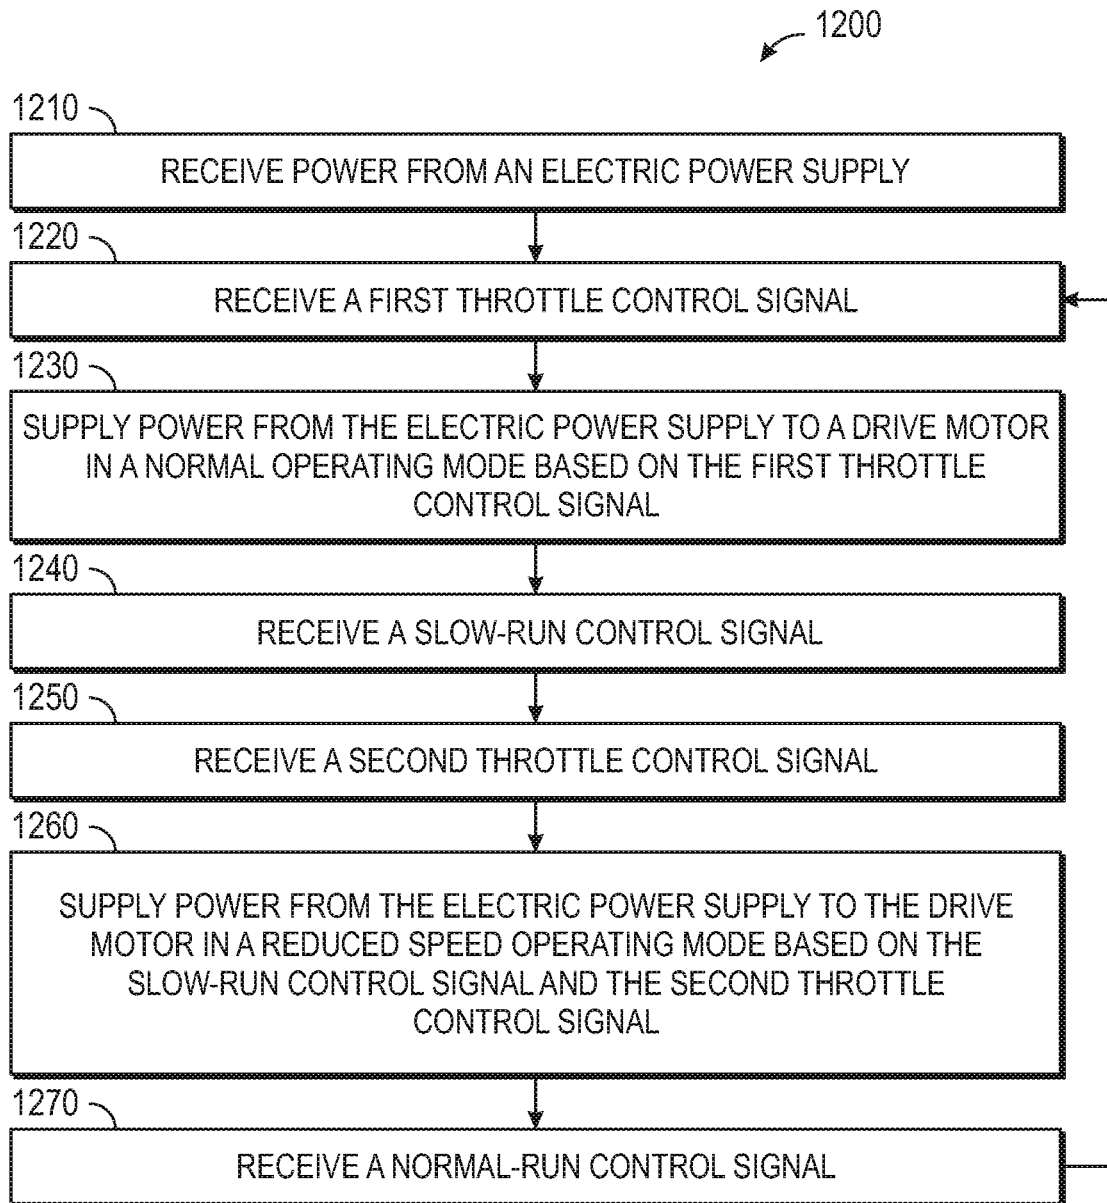 1200
1210
RECEIVE POWER FROM AN ELECTRIC POWER SUPPLY
1220
RECEIVE A FIRST THROTTLE CONTROL SIGNAL
1230
SUPPLY POWER FROM THE ELECTRIC POWER SUPPLY TO A DRIVE MOTOR
IN A NORMAL OPERATING MODE BASED ON THE FIRST THROTTLE
CONTROL SIGNAL
1240
RECEIVE A SLOW-RUN CONTROL SIGNAL
1250
RECEIVE A SECOND THROTTLE CONTROL SIGNAL
1260
SUPPLY POWER FROM THE ELECTRIC POWER SUPPLY TO THE DRIVE
MOTOR IN A REDUCED SPEED OPERATING MODE BASED ON THE
SLOW-RUN CONTROL SIGNAL AND THE SECOND THROTTLE
CONTROL SIGNAL
1270
RECEIVE A NORMAL-RUN CONTROL SIGNAL